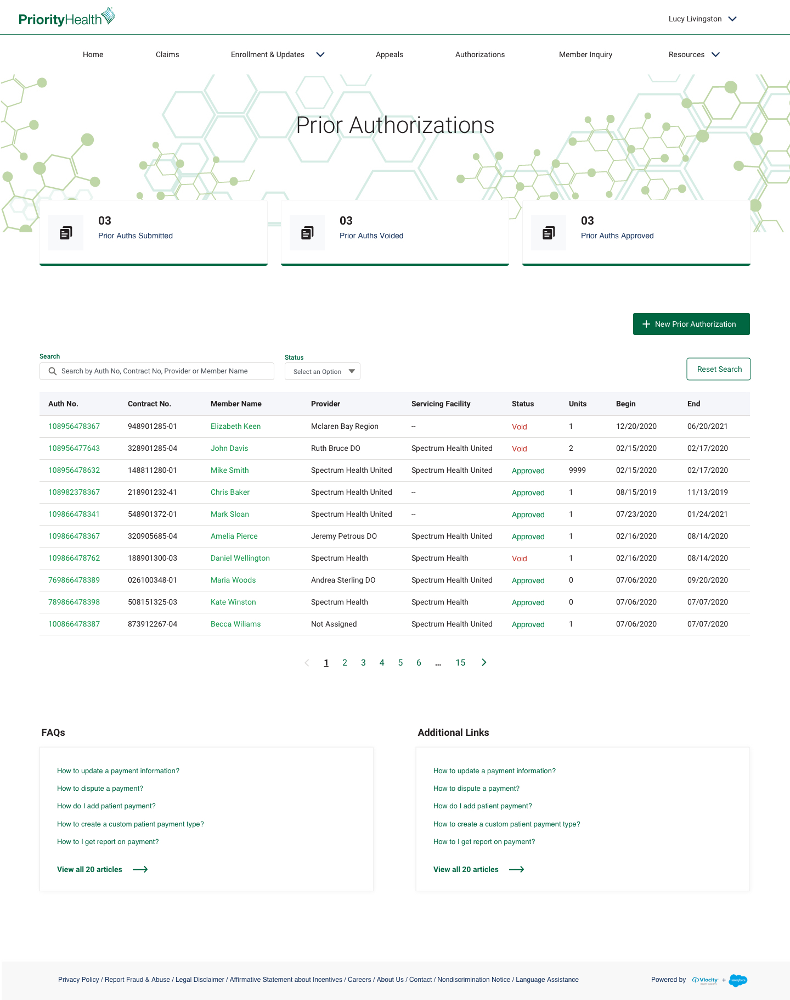 PriorityHealth
Lucy Livingston
Home Claims Enrollment & Updates Appeals Authorizations Member Inquiry Resources
Prior Authorizations
03
Prior Auths Submitted
03
Prior Auths Voided
03
Prior Auths Approved
New Prior Authorization
Search
Search by Auth No, Contract No, Provider or Member Name
Status
Select an Option
Reset Search
Auth No. Contract No. Member Name Provider Servicing Facility Status Units Begin End
108956478367 948901285-01 Elizabeth Keen Mclaren Bay Region -- Void 1 12/20/2020 06/20/2021
108956477643 328901285-04 John Davis Ruth Bruce DO Spectrum Health United Void 2 02/15/2020 02/17/2020
108956478632 148811280-01 Mike Smith Spectrum Health United Spectrum Health United Approved 9999 02/15/2020 02/17/2020
108982378367 218901232-41 Chris Baker Spectrum Health United -- Approved 1 08/15/2019 11/13/2019
109866478341 548901372-01 Mark Sloan Spectrum Health United -- Approved 1 07/23/2020 01/24/2021
109866478367 320905685-04 Amelia Pierce Jeremy Petrous DO Spectrum Health United Approved 1 02/16/2020 08/14/2020
109866478762 188901300-03 Daniel Wellington Spectrum Health Spectrum Health Void 1 02/16/2020 08/14/2020
769866478389 026100348-01 Maria Woods Andrea Sterling DO Spectrum Health United Approved 0 07/06/2020 09/20/2020
789866478398 508151325-03 Kate Winston Spectrum Health Spectrum Health Approved 0 07/06/2020 07/07/2020
100866478387 873912267-04 Becca Wiliams Not Assigned Spectrum Health United Approved 1 07/06/2020 07/07/2020
1 2 3 4 5 6 ... 15
FAQs
How to update a payment information?
How to dispute a payment?
How do I add patient payment?
How to create a custom patient payment type?
How to I get report on payment?
View all 20 articles
Additional Links
How to update a payment information?
How to dispute a payment?
How do I add patient payment?
How to create a custom patient payment type?
How to I get report on payment?
View all 20 articles
Privacy Policy / Report Fraud & Abuse / Legal Disclaimer / Affirmative Statement about Incentives / Careers / About Us / Contact / Nondiscrimination Notice / Language Assistance
Powered by Vlocity + salesforce